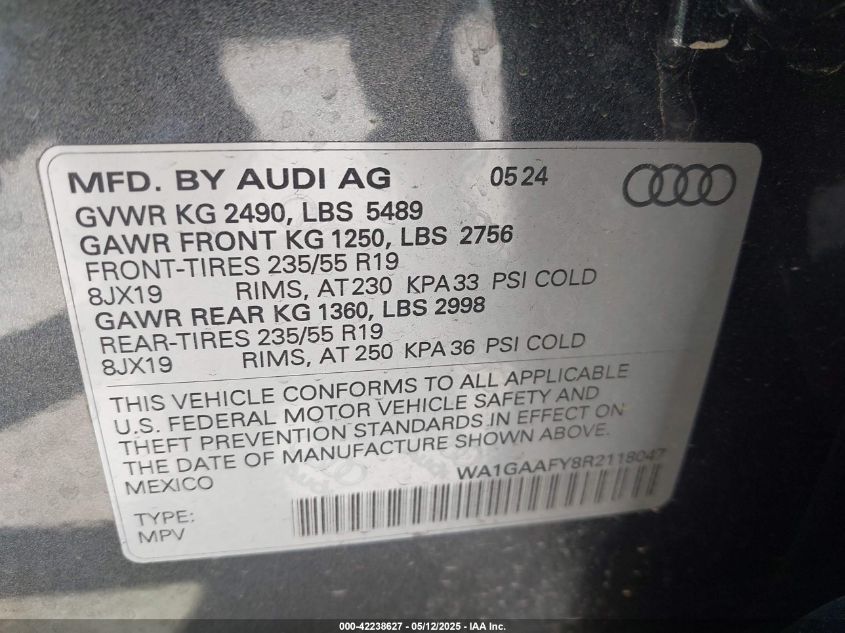 MFD. BY AUDI AG 0524
GVWR KG 2490, LBS 5489
GAWR FRONT KG 1250, LBS 2756
FRONT-TIRES 235/55 R19
8JX19 RIMS, AT 230 KPA 33 PSI COLD
GAWR REAR KG 1360, LBS 2998
REAR-TIRES 235/55 R19
8JX19 RIMS, AT 250 KPA 36 PSI COLD
THIS VEHICLE CONFORMS TO ALL APPLICABLE
U.S. FEDERAL MOTOR VEHICLE SAFETY AND
THEFT PREVENTION STANDARDS IN EFFECT ON
THE DATE OF MANUFACTURE SHOWN ABOVE.
MEXICO WA1GAAFY8R2118047
TYPE:
MPV
000-42238627 - 05/12/2025 - IAA Inc.